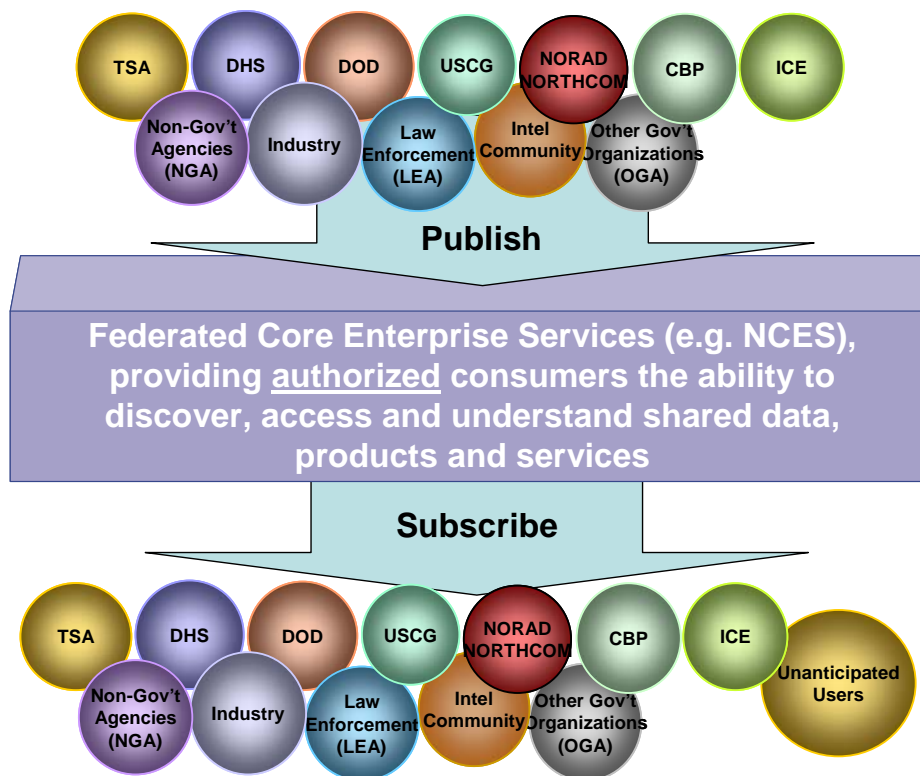 TSA
DHS
DOD
USCG
NORAD
NORTHCOM
CBP
ICE
Non-Gov't
Agencies
(NGA)
Industry
Law
Enforcement
(LEA)
Intel
Community
Other Gov't
Organizations
(OGA)
Publish
Federated Core Enterprise Services (e.g. NCES),
providing authorized consumers the ability to
discover, access and understand shared data,
products and services
Subscribe
TSA
DHS
DOD
USCG
NORAD
NORTHCOM
CBP
ICE
Unanticipated
Users
Non-Gov't
Agencies
(NGA)
Industry
Law
Enforcement
(LEA)
Intel
Community
Other Gov't
Organizations
(OGA)